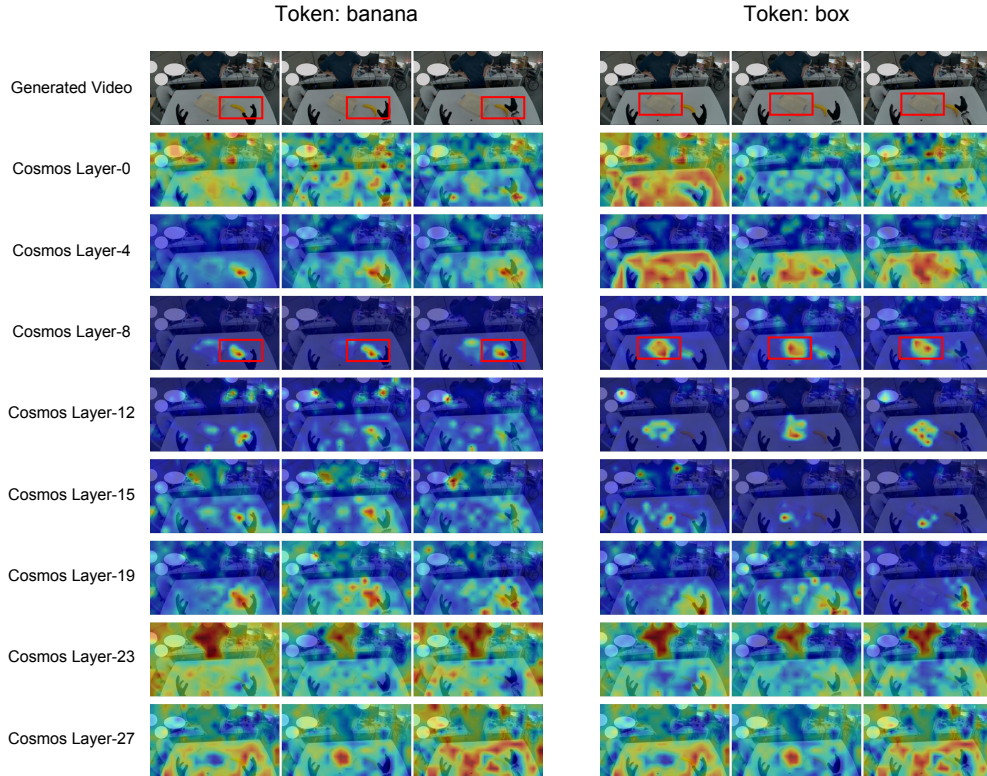 Token: banana
Token: box
Generated Video
Cosmos Layer-0
Cosmos Layer-4
Cosmos Layer-8
Cosmos Layer-12
Cosmos Layer-15
Cosmos Layer-19
Cosmos Layer-23
Cosmos Layer-27